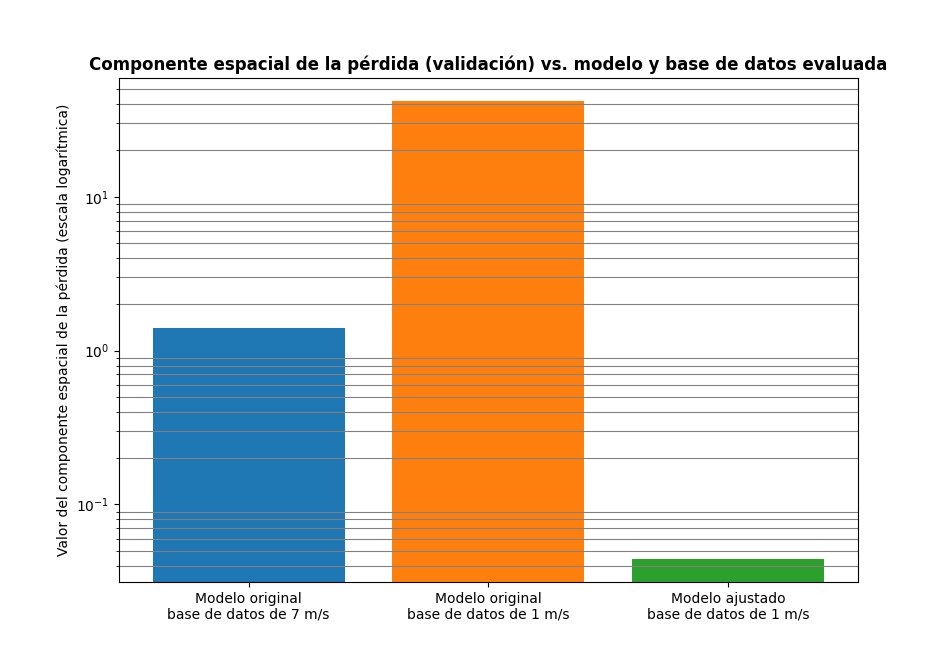 Componente espacial de la pérdida (validación) vs. modelo y base de datos evaluada
Valor del componente espacial de la pérdida (escala logarítmica)
10¹
10⁰
10⁻¹
Modelo original
base de datos de 7 m/s
Modelo original
base de datos de 1 m/s
Modelo ajustado
base de datos de 1 m/s